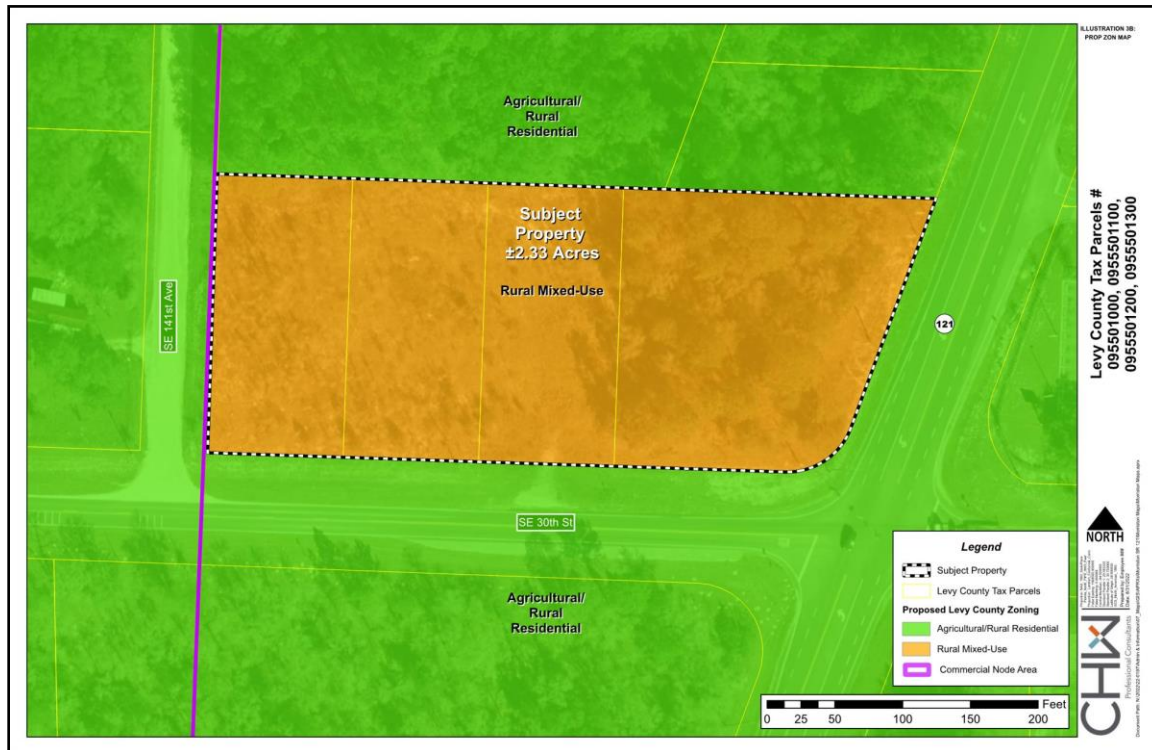 ILLUSTRATION 3B:
PROP ZON MAP
Agricultural/
Rural
Residential
Subject
Property
±2.33 Acres
Rural Mixed-Use
SE 141st Ave
121
SE 30th St
Agricultural/
Rural
Residential
Levy County Tax Parcels #
095501000, 0955501100,
0955501200, 0955501300
NORTH
Legend
Subject Property
Levy County Tax Parcels
Proposed Levy County Zoning
Agricultural/Rural Residential
Rural Mixed-Use
Commercial Node Area
Feet
0 25 50 100 150 200
CHW
Professional Consultants